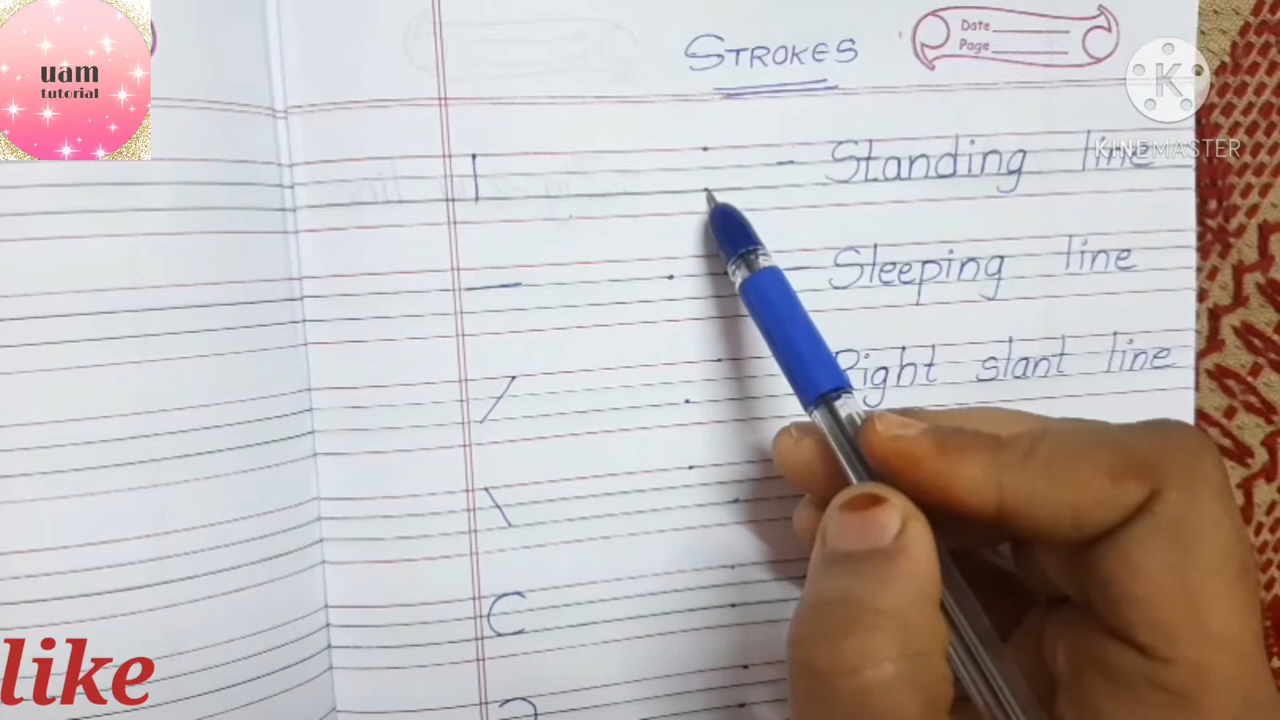 uam
tutorial
STROKES
Date
Page
K
KINEMASTER
- Standing line
- Sleeping line
Right slant line
like